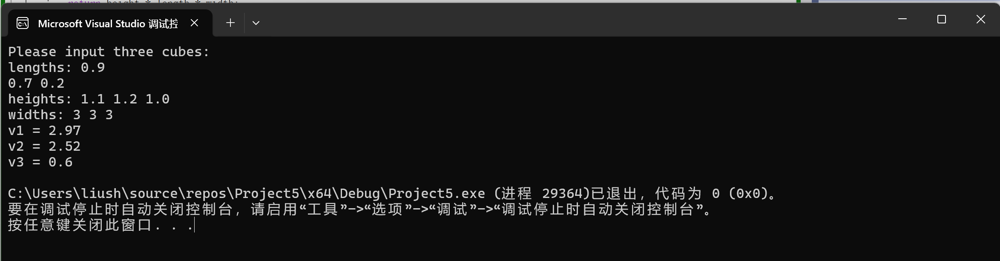 return height * length * width;
Microsoft Visual Studio 调试控
Please input three cubes:
lengths: 0.9
0.7 0.2
heights: 1.1 1.2 1.0
widths: 3 3 3
v1 = 2.97
v2 = 2.52
v3 = 0.6
C:\Users\liush\source\repos\Project5\x64\Debug\Project5.exe (进程 29364)已退出，代码为 0 (0x0)。
要在调试停止时自动关闭控制台，请启用“工具”->“选项”->“调试”->“调试停止时自动关闭控制台”。
按任意键关闭此窗口. . .